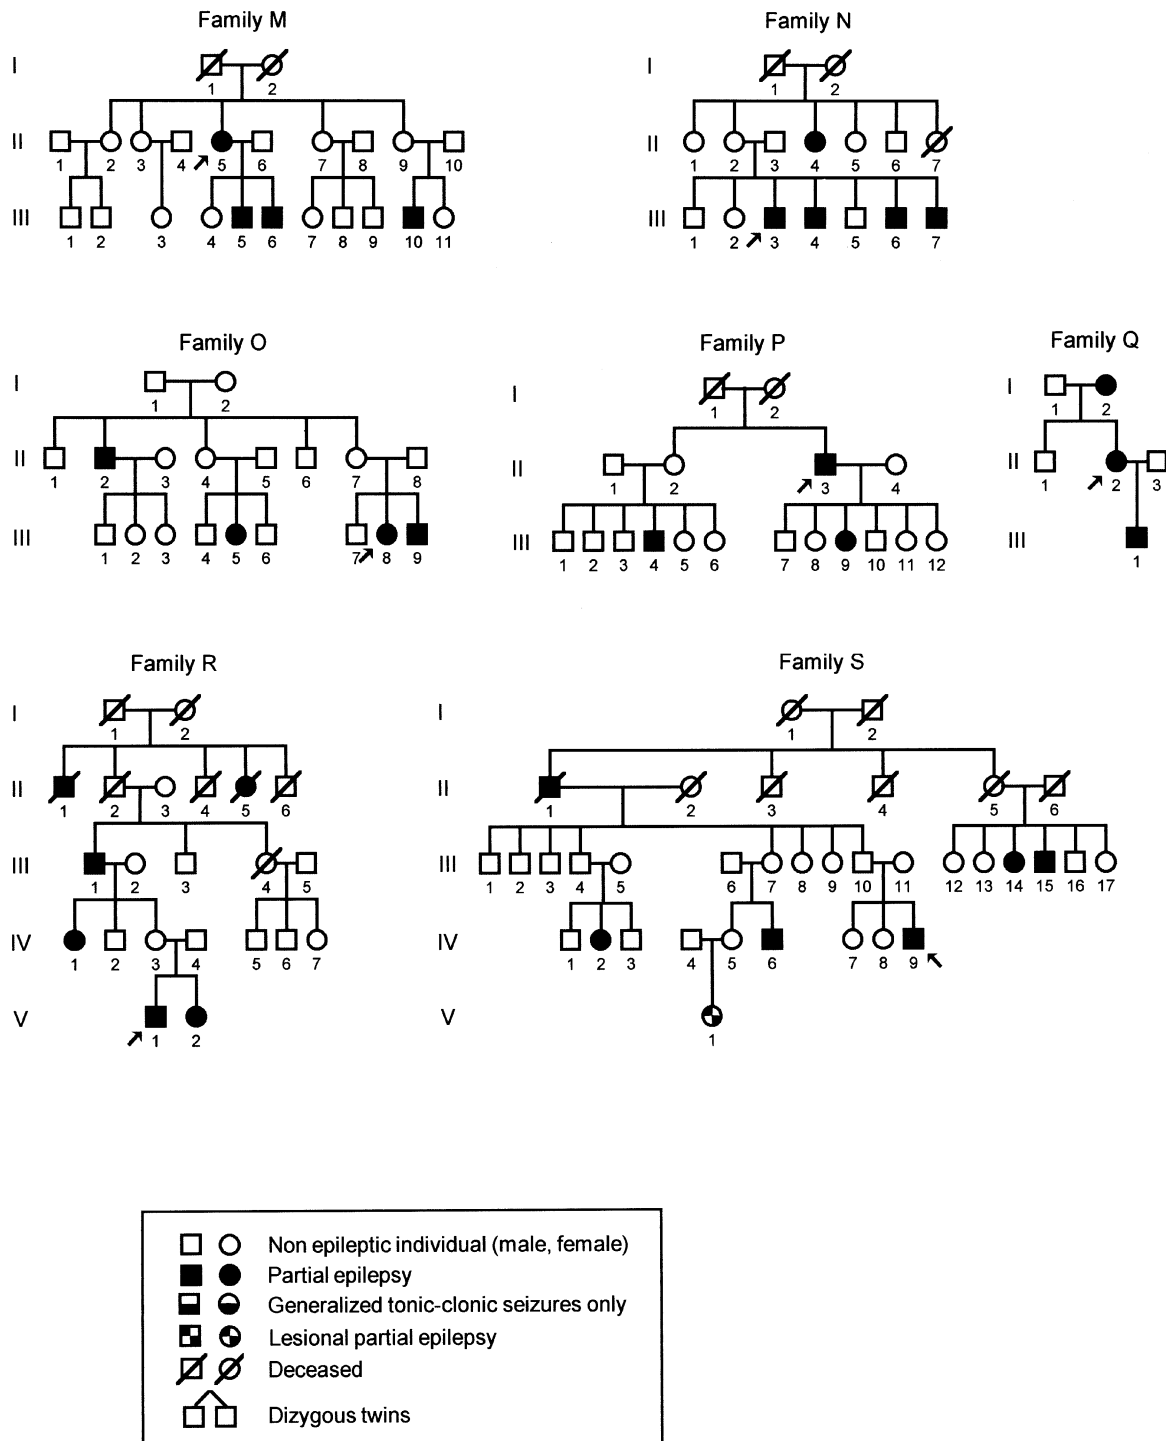 Family M Family N
I 1 2 I 1 2
II 1 2 3 4 5 6 7 8 9 10 II 1 2 3 4 5 6 7
III 1 2 3 4 5 6 7 8 9 10 11 III 1 2 3 4 5 6 7
Family O Family P Family Q
I 1 2 I 1 2 I 1 2
II 1 2 3 4 5 6 7 8 II 1 2 3 4 II 1 2 3
III 1 2 3 4 5 6 7 8 9 III 1 2 3 4 5 6 7 8 9 10 11 12 III 1
Family R Family S
I 1 2 I 1 2
II 1 2 3 4 5 6 II 1 2 3 4 5 6
III 1 2 3 4 5 III 1 2 3 4 5 6 7 8 9 10 11 12 13 14 15 16 17
IV 1 2 3 4 5 6 7 IV 1 2 3 4 5 6 7 8 9
V 1 2 V 1
Non epileptic individual (male, female)
Partial epilepsy
Generalized tonic-clonic seizures only
Lesional partial epilepsy
Deceased
Dizygous twins